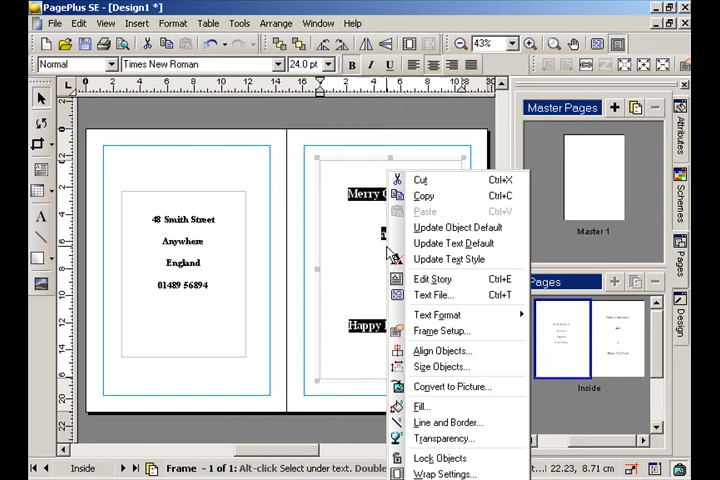 PagePlus SE - [Design1 *]
File Edit View Insert Format Table Tools Arrange Window Help
43%
Normal Times New Roman 24.0 pt
48 Smith Street
Anywhere
England
01489 56894
Merry
Happy
Cut Ctrl+X
Copy Ctrl+C
Paste Ctrl+V
Update Object Default
Update Text Default
Update Text Style
Edit Story Ctrl+E
Text File... Ctrl+T
Text Format
Frame Setup...
Align Objects...
Size Objects...
Convert to Picture...
Fill...
Line and Border...
Transparency...
Lock Objects
Wrap Settings...
Master Pages
Master 1
Pages
Inside
Attributes
Schemes
Pages
Design
Inside Frame - 1 of 1: Alt-click Select under text. Double 22.23, 8.71 cm